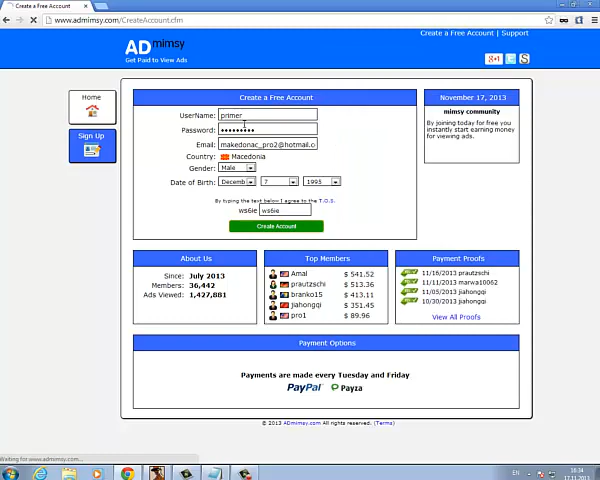 Create a Free Account
www.admimsy.com/CreateAccount.cfm
Create a Free Account | Support
ADmimsy
Get Paid to View Ads
+1
Home
Sign Up
Create a Free Account
UserName: primer
Password: •••••••••
Email: makedonac_pro2@hotmail.c
Country: Macedonia
Gender: Male
Date of Birth: Decemb 7 1995
By typing the text below I agree to the T.O.S.
ws6ie ws6ie
Create Account
November 17, 2013
mimsy community
By joining today for free you
instantly start earning money
for viewing ads.
About Us
Since: July 2013
Members: 36,442
Ads Viewed: 1,427,881
Top Members
Amal $ 541.52
prautzschi $ 513.36
branko15 $ 413.11
jiahongqi $ 351.45
pro1 $ 89.96
Payment Proofs
11/16/2013 prautzschi
11/11/2013 marwa10062
11/05/2013 jiahongqi
10/30/2013 jiahongqi
View All Proofs
Payment Options
Payments are made every Tuesday and Friday
PayPal Payza
© 2013 ADmimsy.com All rights reserved. (Terms)
Waiting for www.admimsy.com...
EN
18:34
17.11.2013